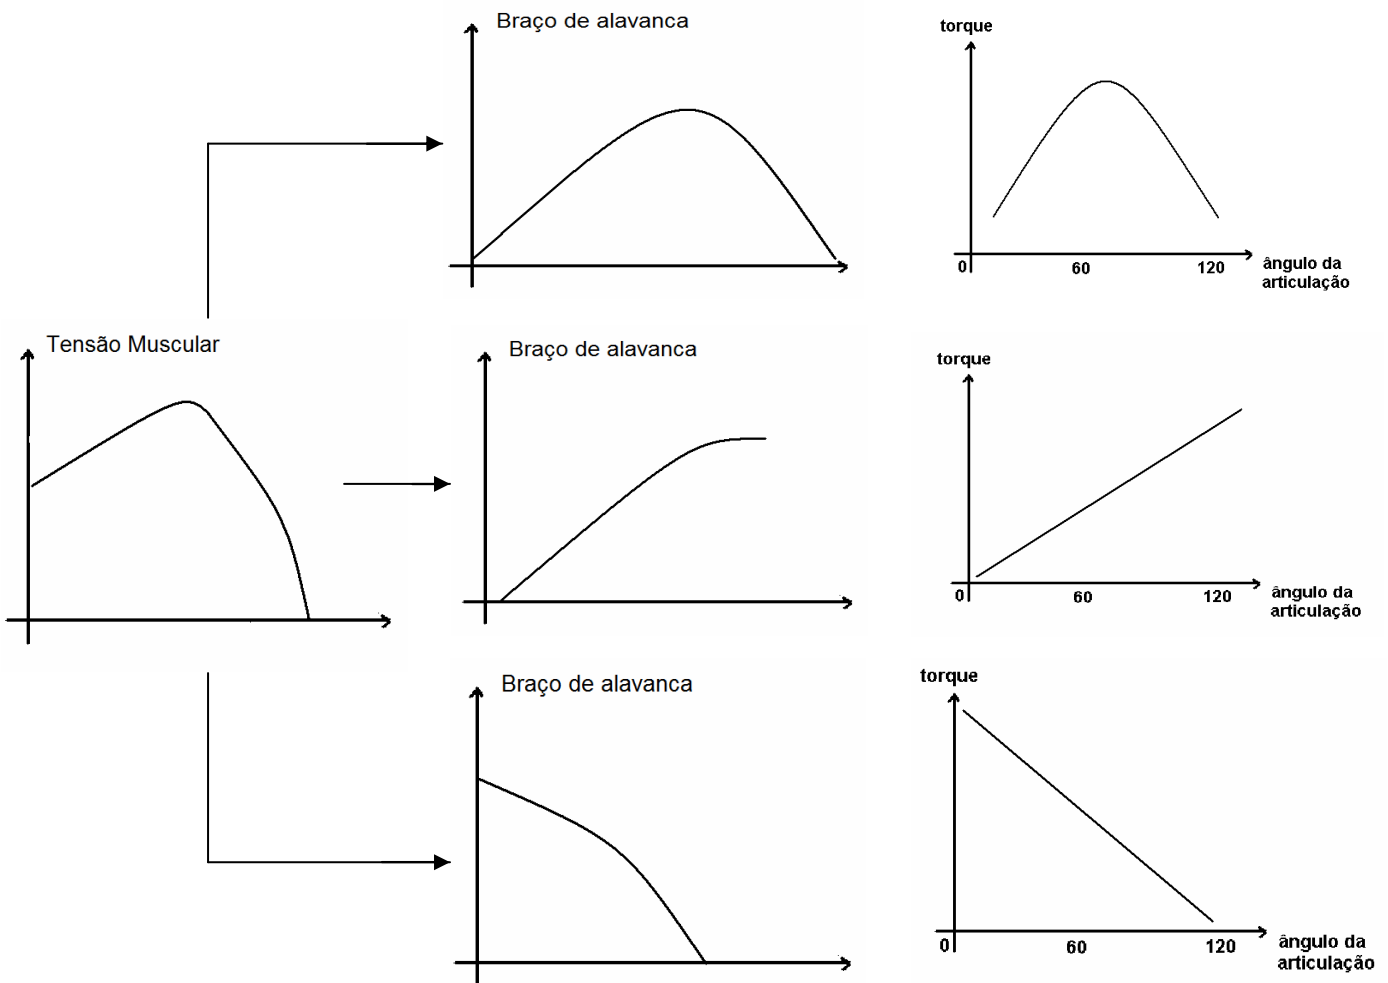 Braço de alavanca
torque
0
60
120
ângulo da
articulação
Tensão Muscular
Braço de alavanca
torque
0
60
120
ângulo da
articulação
Braço de alavanca
torque
0
60
120
ângulo da
articulação